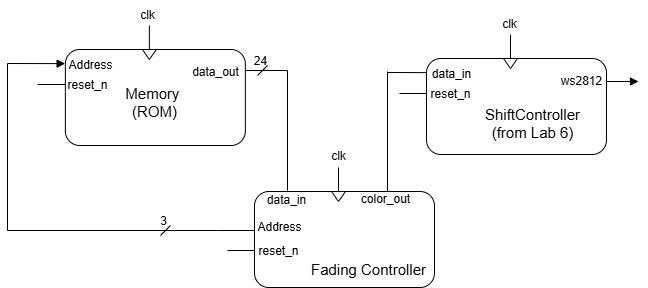 clk
Address
reset_n
data_out
24
Memory
(ROM)
clk
data_in
reset_n
ws2812
ShiftController
(from Lab 6)
clk
data_in
color_out
3
Address
reset_n
Fading Controller